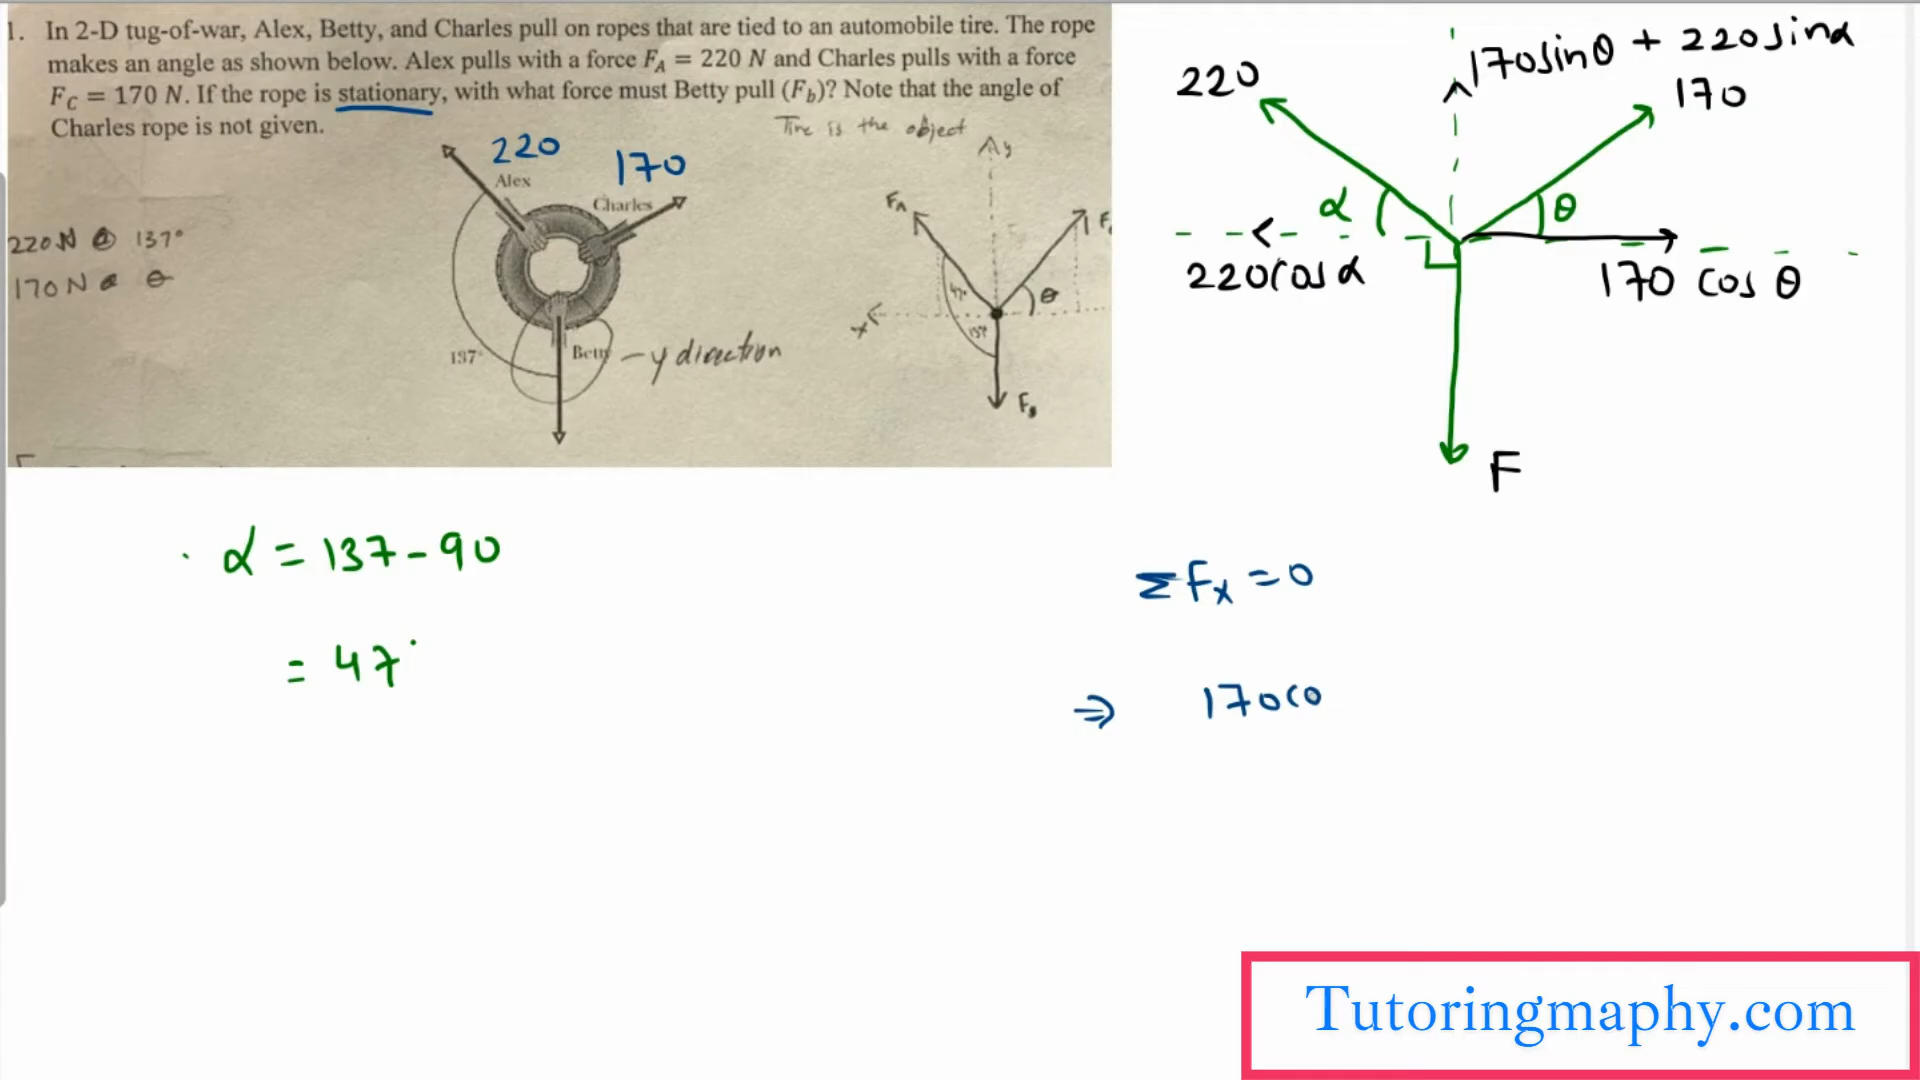 1. In 2-D tug-of-war, Alex, Betty, and Charles pull on ropes that are tied to an automobile tire. The rope
makes an angle as shown below. Alex pulls with a force F_A = 220 N and Charles pulls with a force
F_C = 170 N. If the rope is stationary, with what force must Betty pull (F_b)? Note that the angle of
Charles rope is not given.
Tire is the object
220
170
Alex
Charles
220 N @ 137°
170 N @ θ
137°
Betty
-y direction
y
F_A
47°
θ
x
137
F_B
170sinθ + 220sinα
220
170
α
θ
220cosα
170 cos θ
F
α = 137 - 90
= 47°
ΣFx = 0
⇒ 170co
Tutoringmaphy.com